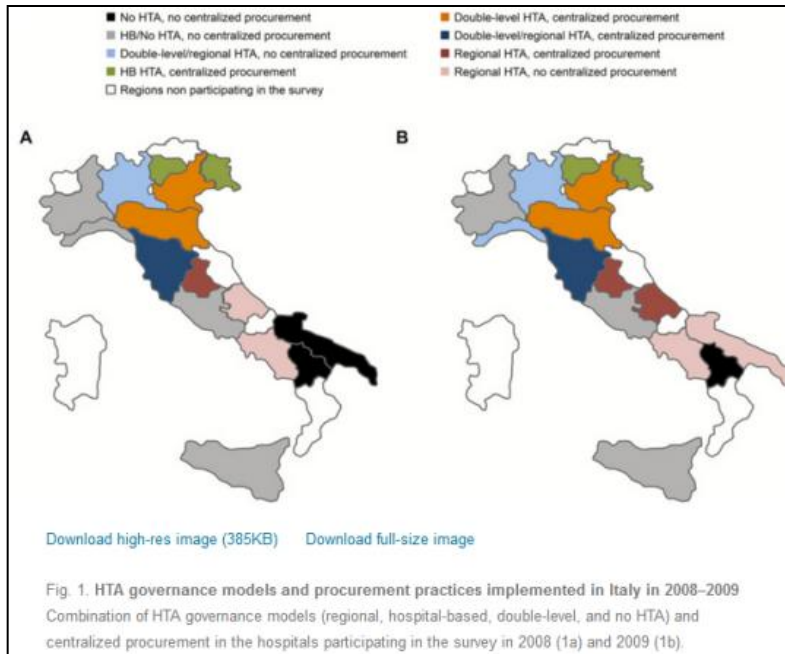 No HTA, no centralized procurement
HB/No HTA, no centralized procurement
Double-level/regional HTA, no centralized procurement
HB HTA, centralized procurement
Regions non participating in the survey
Double-level HTA, centralized procurement
Double-level/regional HTA, centralized procurement
Regional HTA, centralized procurement
Regional HTA, no centralized procurement
A
B
Download high-res image (385KB) Download full-size image
Fig. 1. HTA governance models and procurement practices implemented in Italy in 2008–2009
Combination of HTA governance models (regional, hospital-based, double-level, and no HTA) and
centralized procurement in the hospitals participating in the survey in 2008 (1a) and 2009 (1b).